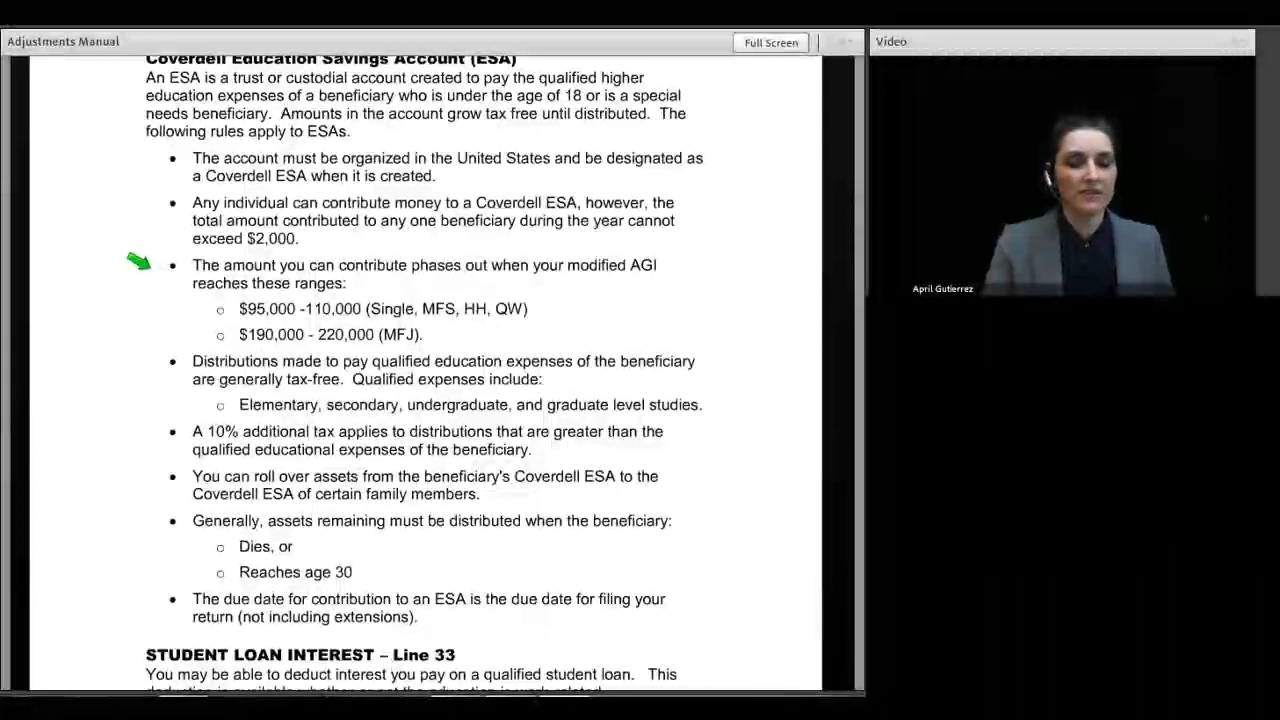 Adjustments Manual
Full Screen
Video
Coverdell Education Savings Account (ESA)
An ESA is a trust or custodial account created to pay the qualified higher
education expenses of a beneficiary who is under the age of 18 or is a special
needs beneficiary. Amounts in the account grow tax free until distributed. The
following rules apply to ESAs.
• The account must be organized in the United States and be designated as
a Coverdell ESA when it is created.
• Any individual can contribute money to a Coverdell ESA, however, the
total amount contributed to any one beneficiary during the year cannot
exceed $2,000.
• The amount you can contribute phases out when your modified AGI
reaches these ranges:
o $95,000 -110,000 (Single, MFS, HH, QW)
o $190,000 - 220,000 (MFJ).
• Distributions made to pay qualified education expenses of the beneficiary
are generally tax-free. Qualified expenses include:
o Elementary, secondary, undergraduate, and graduate level studies.
• A 10% additional tax applies to distributions that are greater than the
qualified educational expenses of the beneficiary.
• You can roll over assets from the beneficiary's Coverdell ESA to the
Coverdell ESA of certain family members.
• Generally, assets remaining must be distributed when the beneficiary:
o Dies, or
o Reaches age 30
• The due date for contribution to an ESA is the due date for filing your
return (not including extensions).
STUDENT LOAN INTEREST – Line 33
You may be able to deduct interest you pay on a qualified student loan. This
April Gutierrez